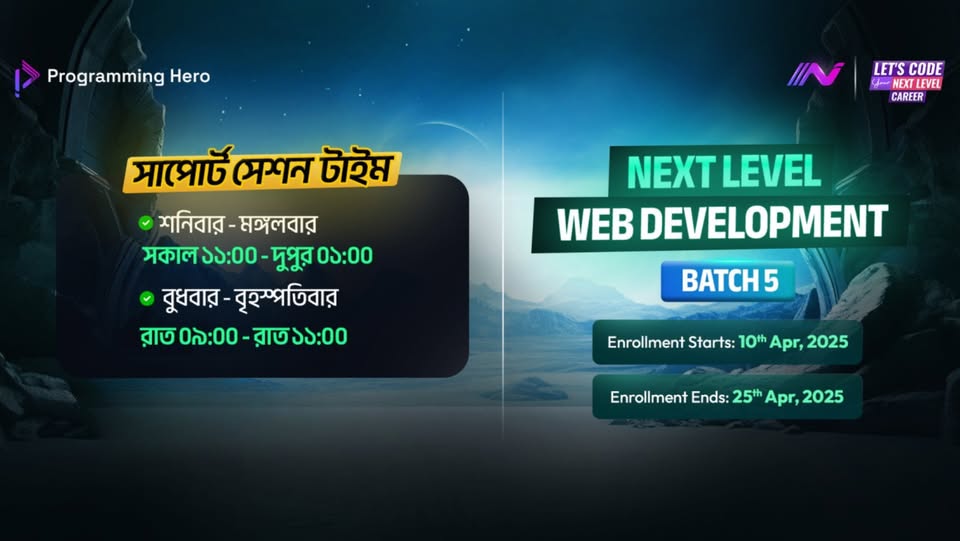 Programming Hero
LET'S CODE
Your NEXT LEVEL
CAREER
সাপোর্ট সেশন টাইম
শনিবার - মঙ্গলবার
সকাল ১১:০০ - দুপুর ০১:০০
বুধবার - বৃহস্পতিবার
রাত ০৯:০০ - রাত ১১:০০
NEXT LEVEL
WEB DEVELOPMENT
BATCH 5
Enrollment Starts: 10th Apr, 2025
Enrollment Ends: 25th Apr, 2025